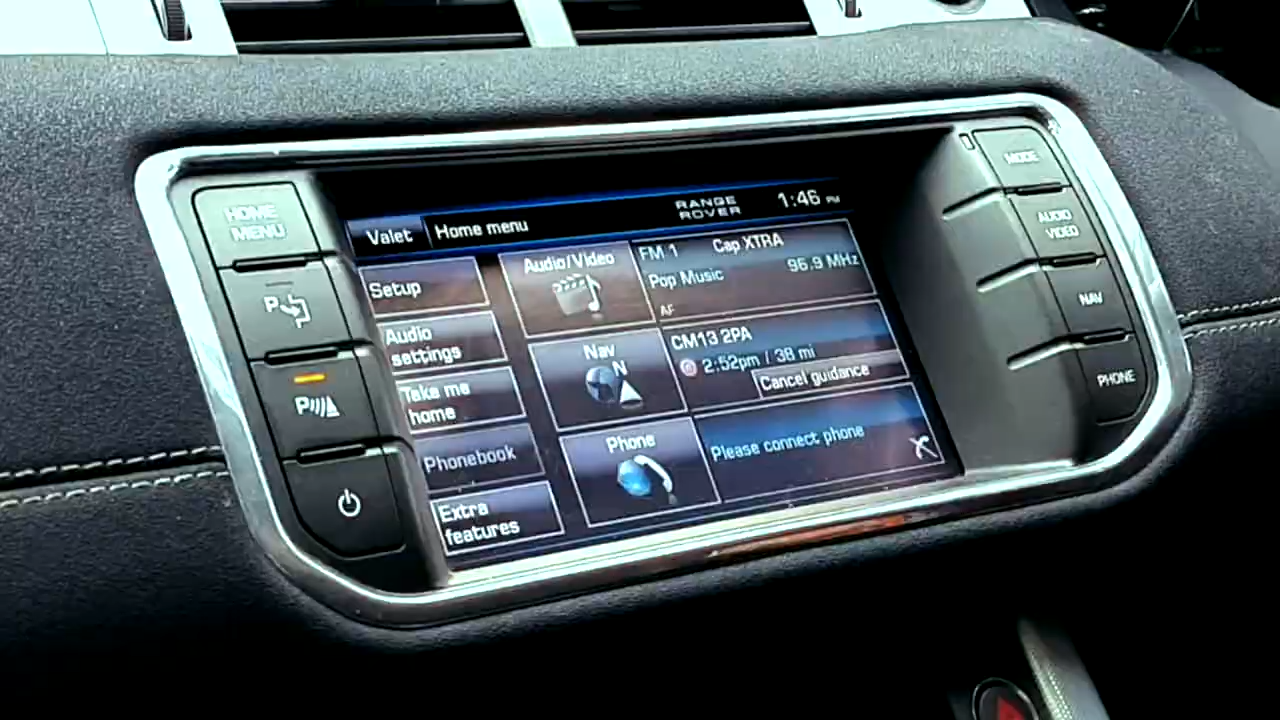 HOME
MENU
P
P
Valet
Home menu
RANGE
ROVER
1:46 PM
Setup
Audio
settings
Take me
home
Phonebook
Extra
features
Audio/Video
FM 1
Cap XTRA
Pop Music
96.9 MHz
AF
Nav
N
CM13 2PA
2:52pm / 38 mi
Cancel guidance
Phone
Please connect phone
MODE
AUDIO
VIDEO
NAV
PHONE